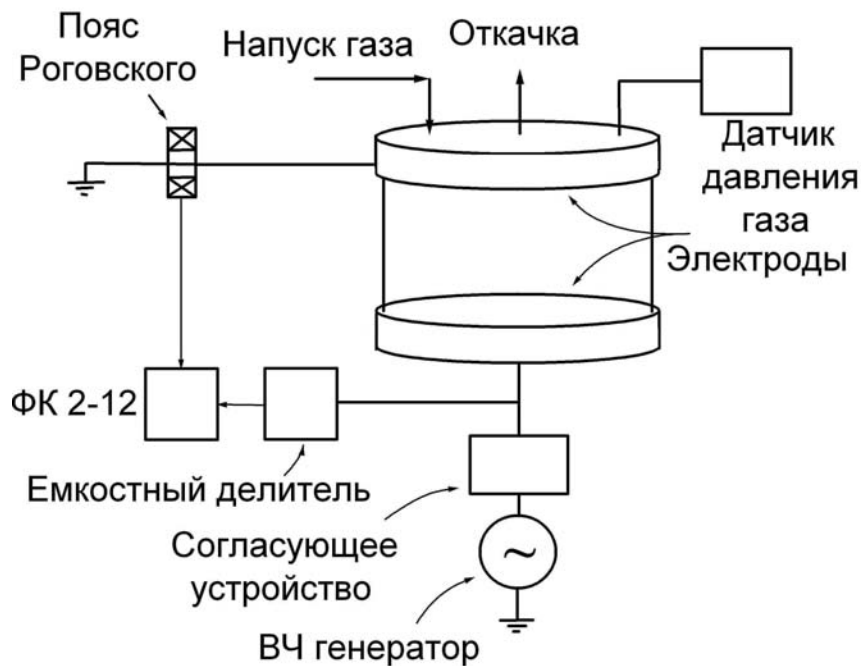 Пояс
Роговского
Напуск газа
Откачка
Датчик
давления
газа
Электроды
ФК 2-12
Емкостный делитель
Согласующее
устройство
~
ВЧ генератор